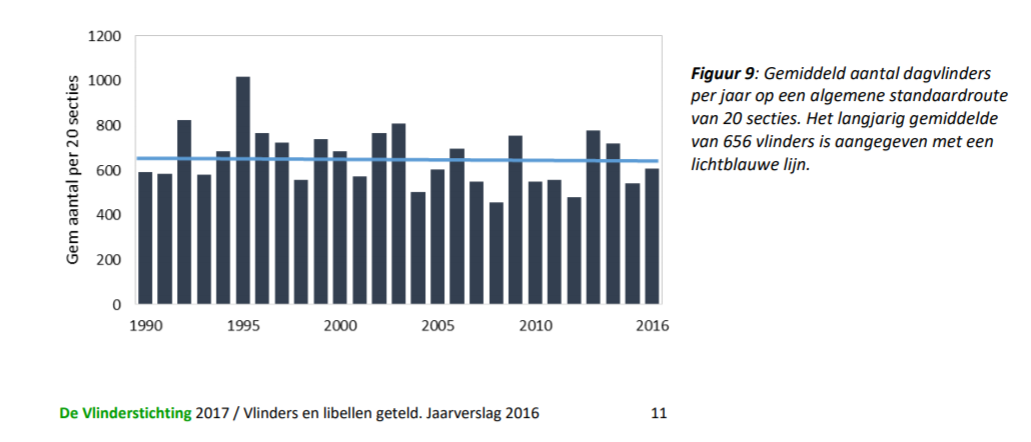 1200
1000
800
600
400
200
0
Gem aantal per 20 secties
1990
1995
2000
2005
2010
2016
Figuur 9: Gemiddeld aantal dagvlinders
per jaar op een algemene standaardroute
van 20 secties. Het langjarig gemiddelde
van 656 vlinders is aangegeven met een
lichtblauwe lijn.
De Vlinderstichting 2017 / Vlinders en libellen geteld. Jaarverslag 2016
11